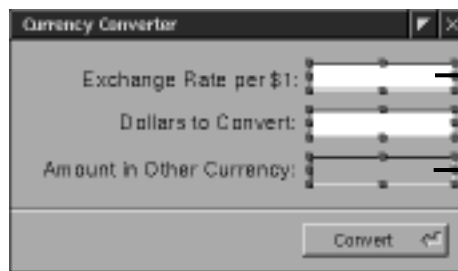 Currency Converter
Exchange Rate per $1:
Dollars to Convert:
Amount in Other Currency:
Convert